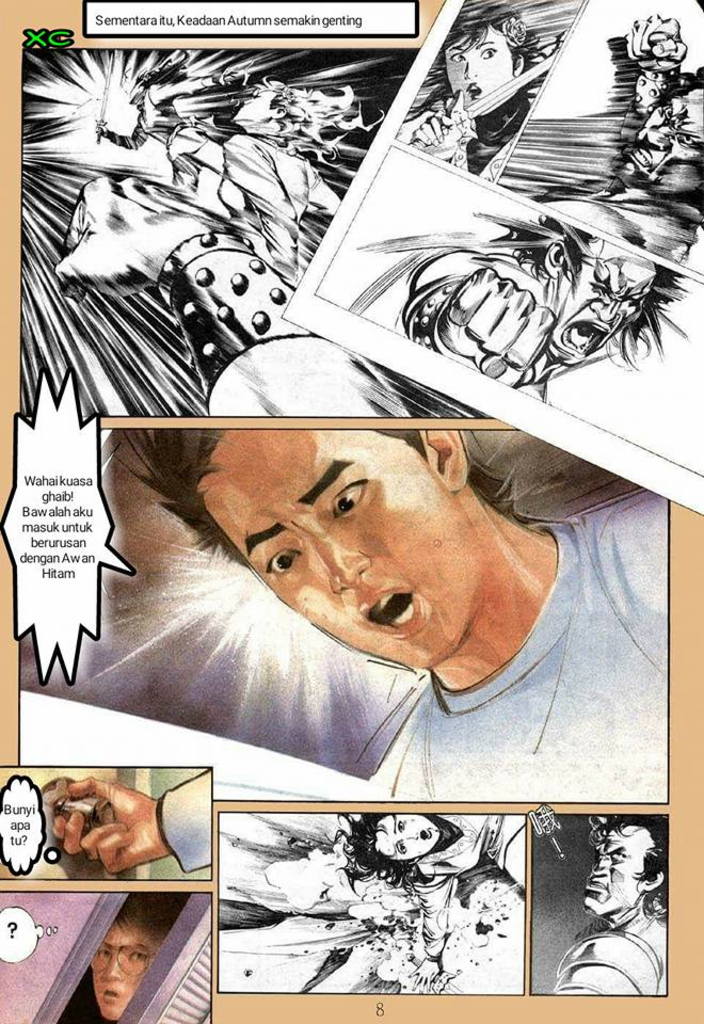 Sementara itu, Keadaan Autumn semakin genting
XC
Wahai kuasa
ghaib!
Bawalah aku
masuk untuk
berurusan
dengan Awan
Hitam
Bunyi
apa
tu?
?
8